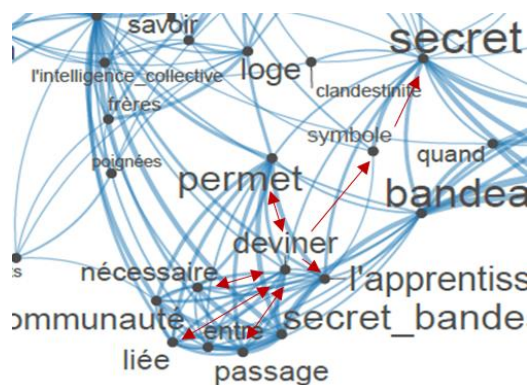 savoir
secret
l'intelligence_collective
loge
clandestinité
frères
symbole
poignées
quand
permet
bandea
deviner
nécessaire
l'apprentiss
ommunauté
entre
secret_bande
liée
passage